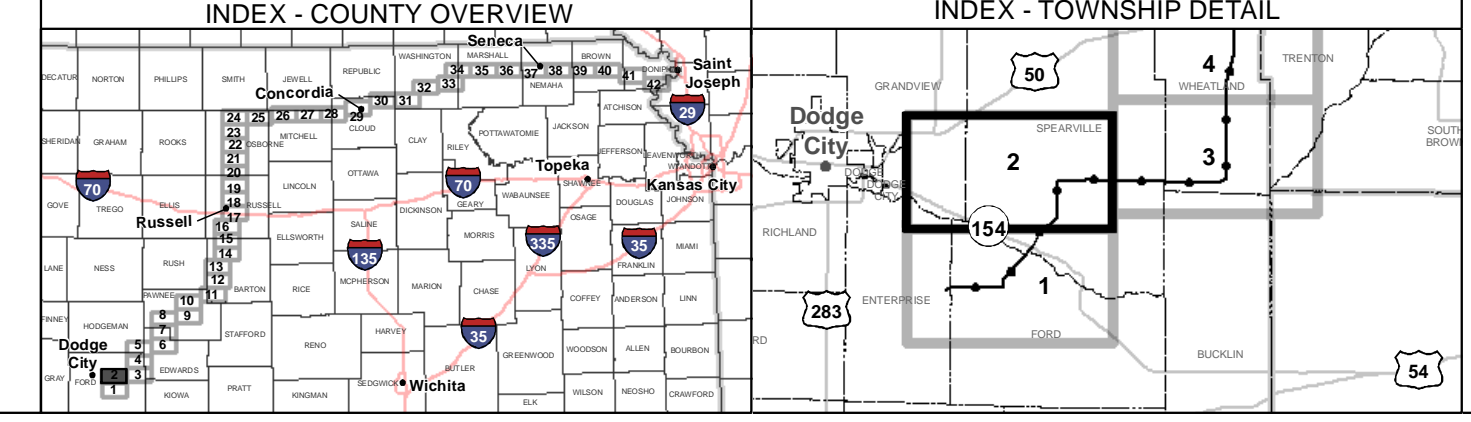 INDEX - COUNTY OVERVIEW
Seneca
WASHINGTON
MARSHALL
BROWN
DECATUR
NORTON
PHILLIPS
SMITH
JEWELL
REPUBLIC
34 35 36 37 38 39 40 41 42
NEMAHA
Saint
Joseph
Concordia
32 33
30 31
29
ATCHISON
24 25 26 27 28
CLOUD
23
MITCHELL
22
OSBORNE
SHERIDAN
GRAHAM
ROOKS
CLAY
RILEY
POTTAWATOMIE
JACKSON
JEFFERSON
LEAVENWORTH
WYANDOTTE
21
20
OTTAWA
Topeka
SHAWNEE
Kansas City
70
19
LINCOLN
70
GEARY
WABAUNSEE
DOUGLAS
JOHNSON
29
GOVE
TREGO
ELLIS
18
RUSSELL
DICKINSON
OSAGE
Russell
17
SALINE
16
ELLSWORTH
MORRIS
335
35
MIAMI
15
135
LYON
FRANKLIN
LANE
NESS
RUSH
14
13
MCPHERSON
MARION
CHASE
12
BARTON
RICE
COFFEY
ANDERSON
LINN
PAWNEE
11
10
FINNEY
HODGEMAN
8
9
STAFFORD
HARVEY
35
7
RENO
GREENWOOD
WOODSON
ALLEN
BOURBON
Dodge
City
5
6
4
EDWARDS
BUTLER
GRAY
FORD
2
3
SEDGWICK
Wichita
1
KIOWA
PRATT
KINGMAN
ELK
WILSON
NEOSHO
CRAWFORD
INDEX - TOWNSHIP DETAIL
50
4
TRENTON
GRANDVIEW
WHEATLAND
Dodge
City
SPEARVILLE
2
3
DODGE
DODGE
CITY
RICHLAND
154
ENTERPRISE
1
283
FORD
BUCKLIN
54